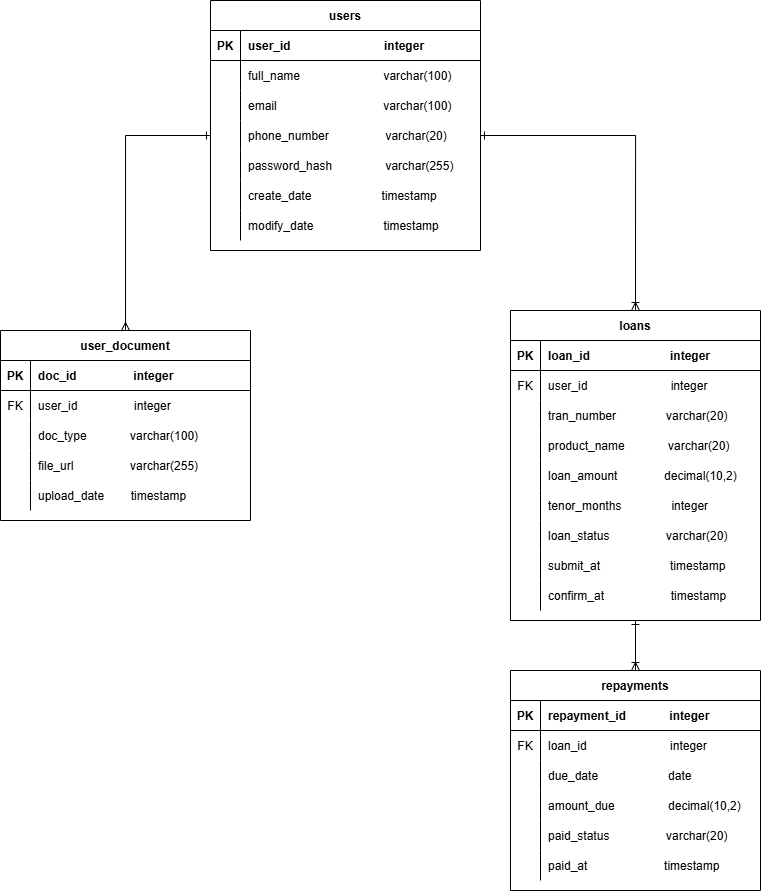 users
PK user_id integer
full_name varchar(100)
email varchar(100)
phone_number varchar(20)
password_hash varchar(255)
create_date timestamp
modify_date timestamp
user_document
PK doc_id integer
FK user_id integer
doc_type varchar(100)
file_url varchar(255)
upload_date timestamp
loans
PK loan_id integer
FK user_id integer
tran_number varchar(20)
product_name varchar(20)
loan_amount decimal(10,2)
tenor_months integer
loan_status varchar(20)
submit_at timestamp
confirm_at timestamp
repayments
PK repayment_id integer
FK loan_id integer
due_date date
amount_due decimal(10,2)
paid_status varchar(20)
paid_at timestamp